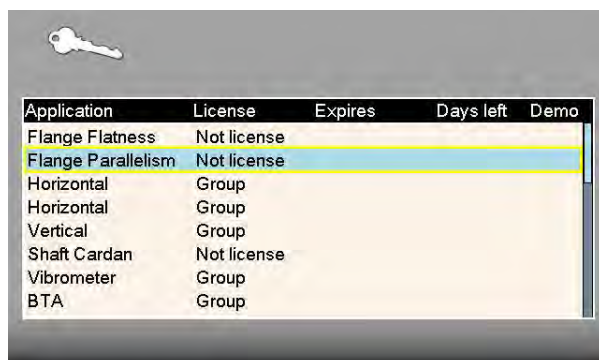 Application License Expires Days left Demo
Flange Flatness Not license
Flange Parallelism Not license
Horizontal Group
Horizontal Group
Vertical Group
Shaft Cardan Not license
Vibrometer Group
BTA Group